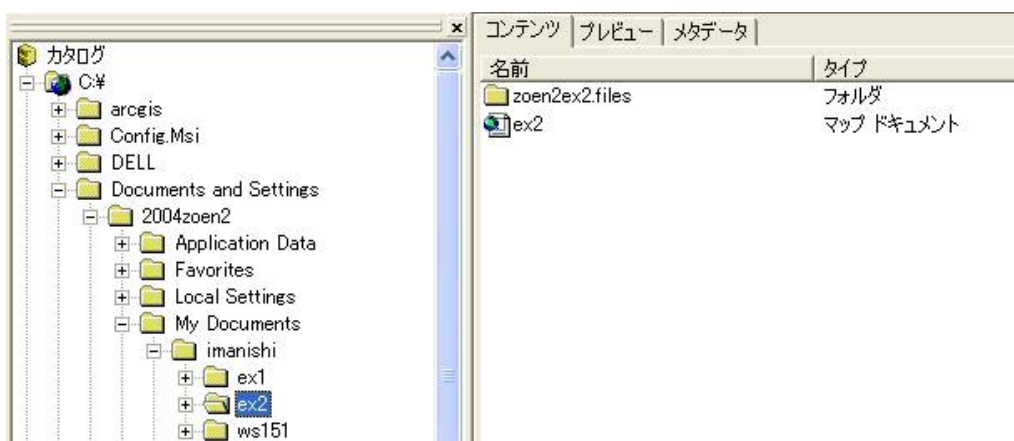 カタログ
C:¥
arcgis
Config.Msi
DELL
Documents and Settings
2004zoen2
Application Data
Favorites
Local Settings
My Documents
imanishi
ex1
ex2
ws151
コンテンツ プレビュー メタデータ
名前 タイプ
zoen2ex2.files フォルダ
ex2 マップ ドキュメント